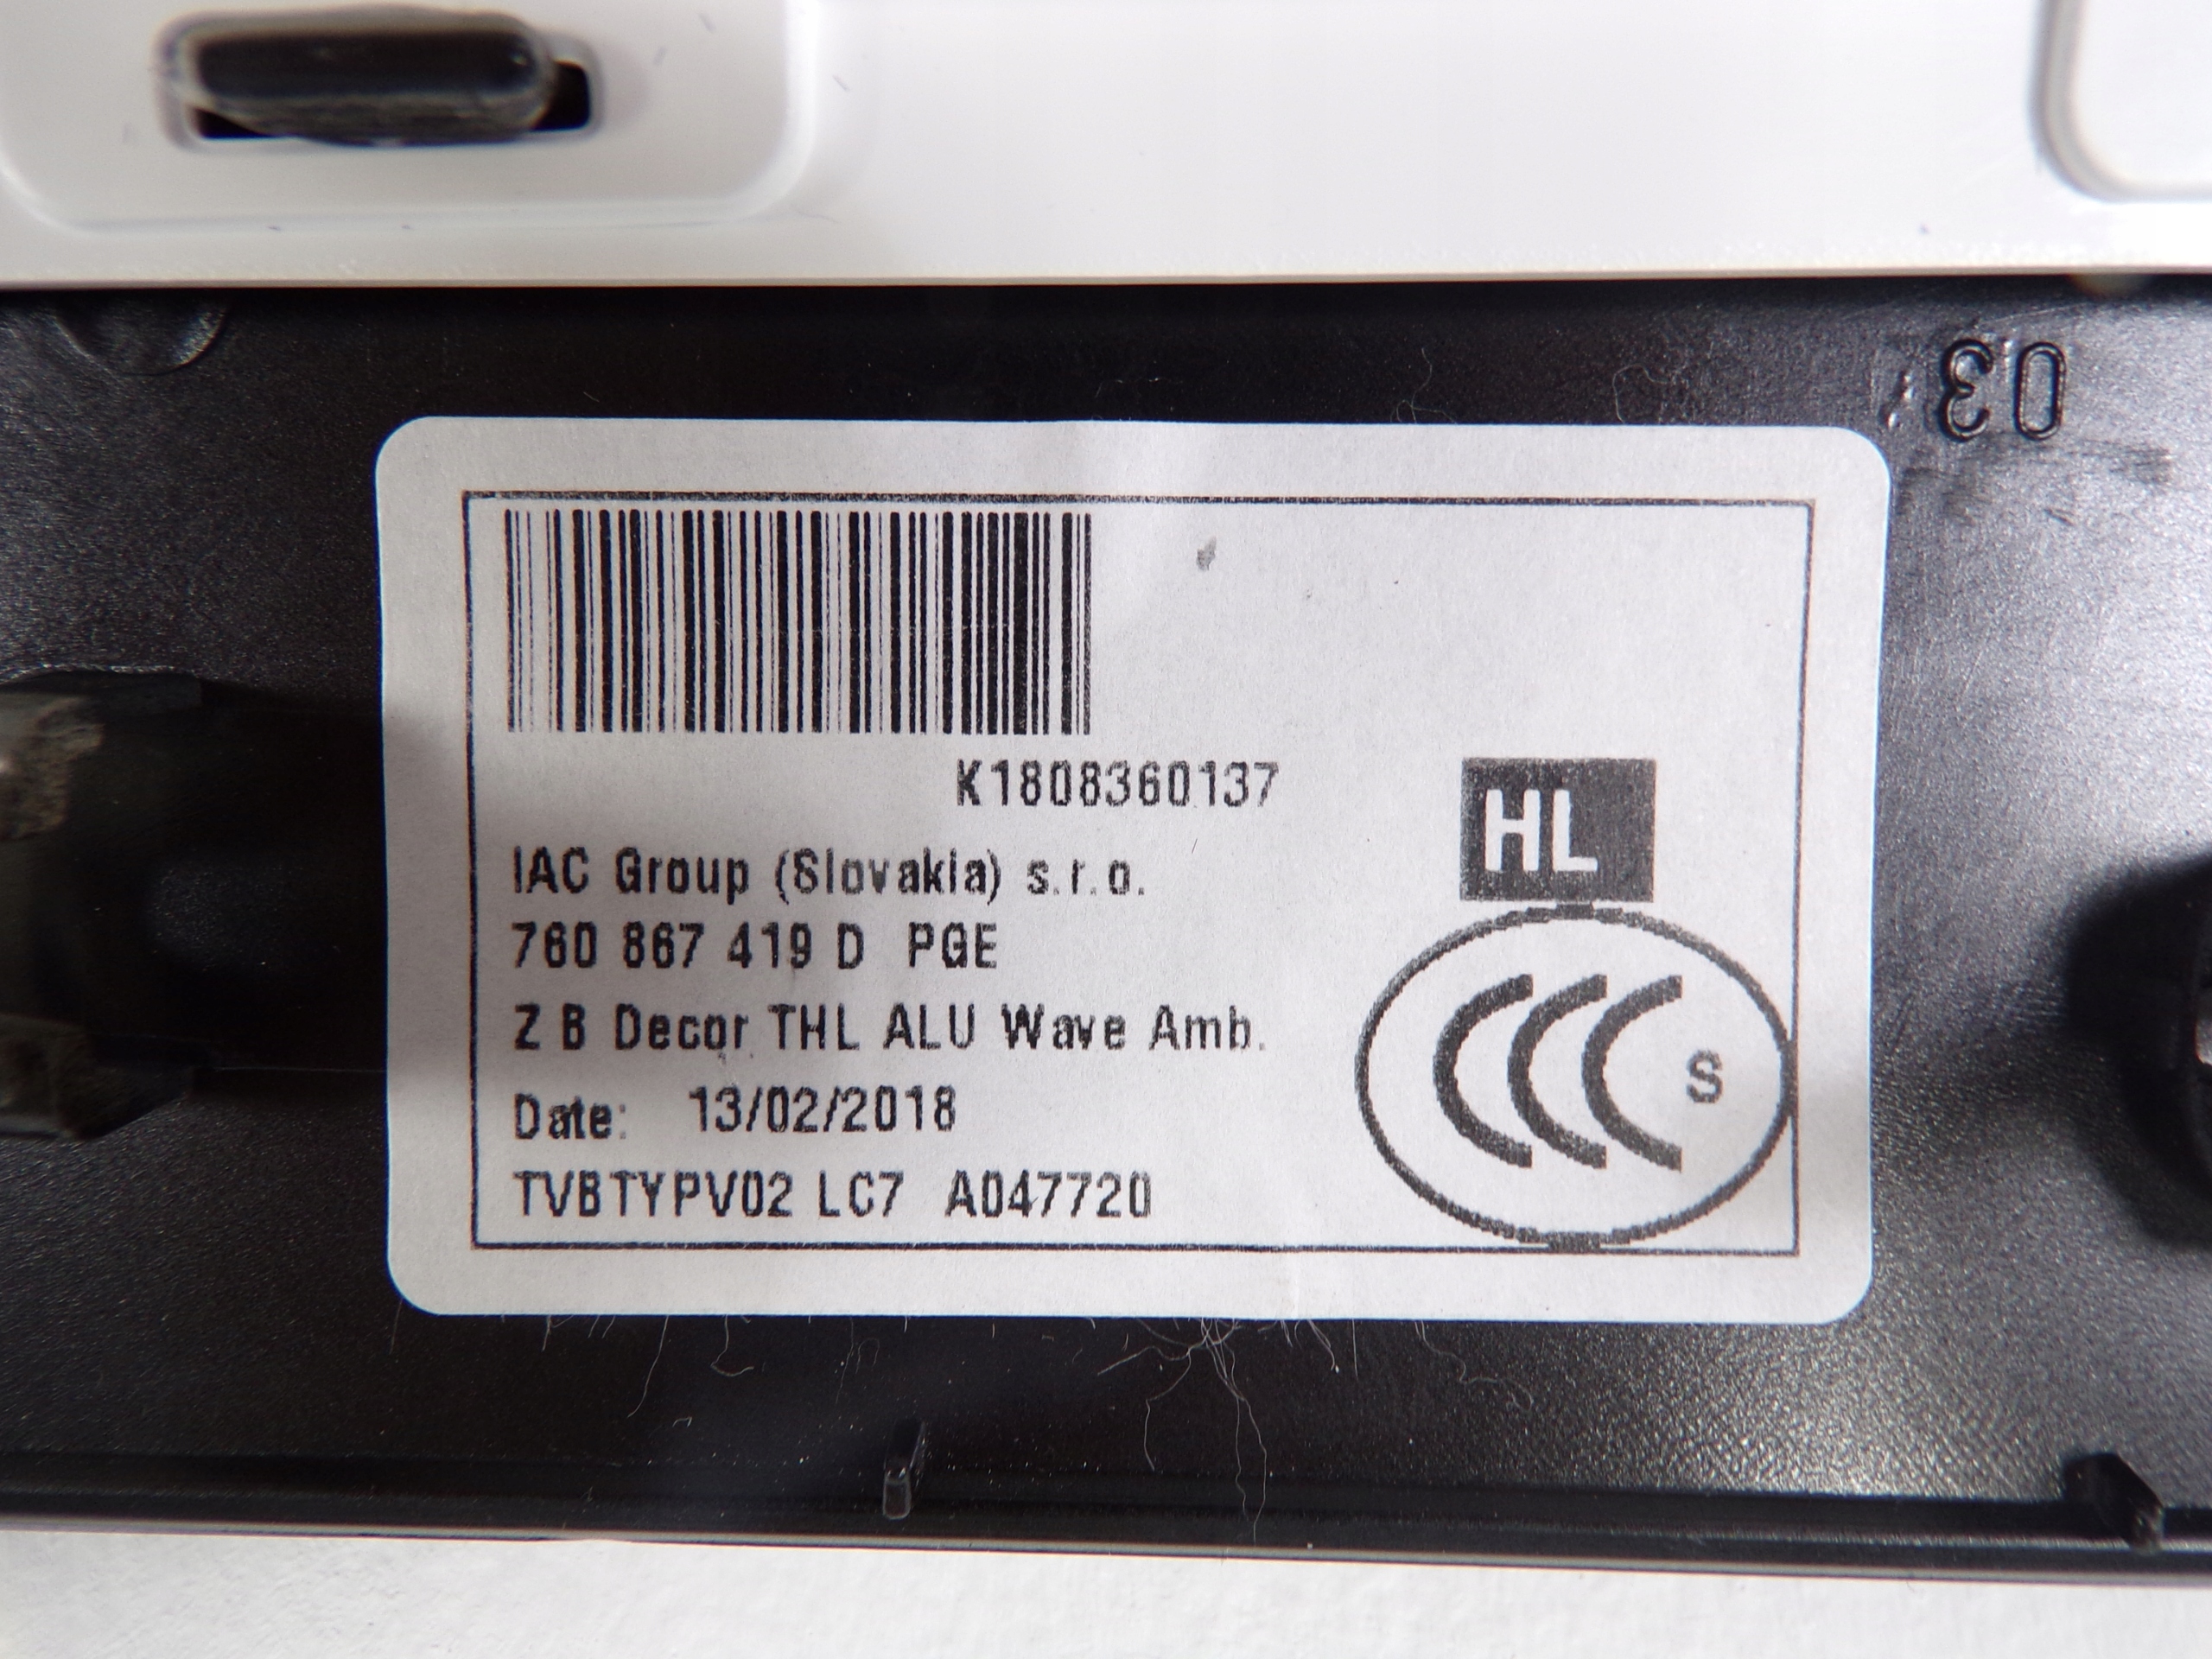 03
K1808360137
HL
IAC Group (Slovakia) s.r.o.
760 867 419 D PGE
Z B Decor THL ALU Wave Amb.
CCC S
Date: 13/02/2018
TVBTYPV02 LC7 A047720